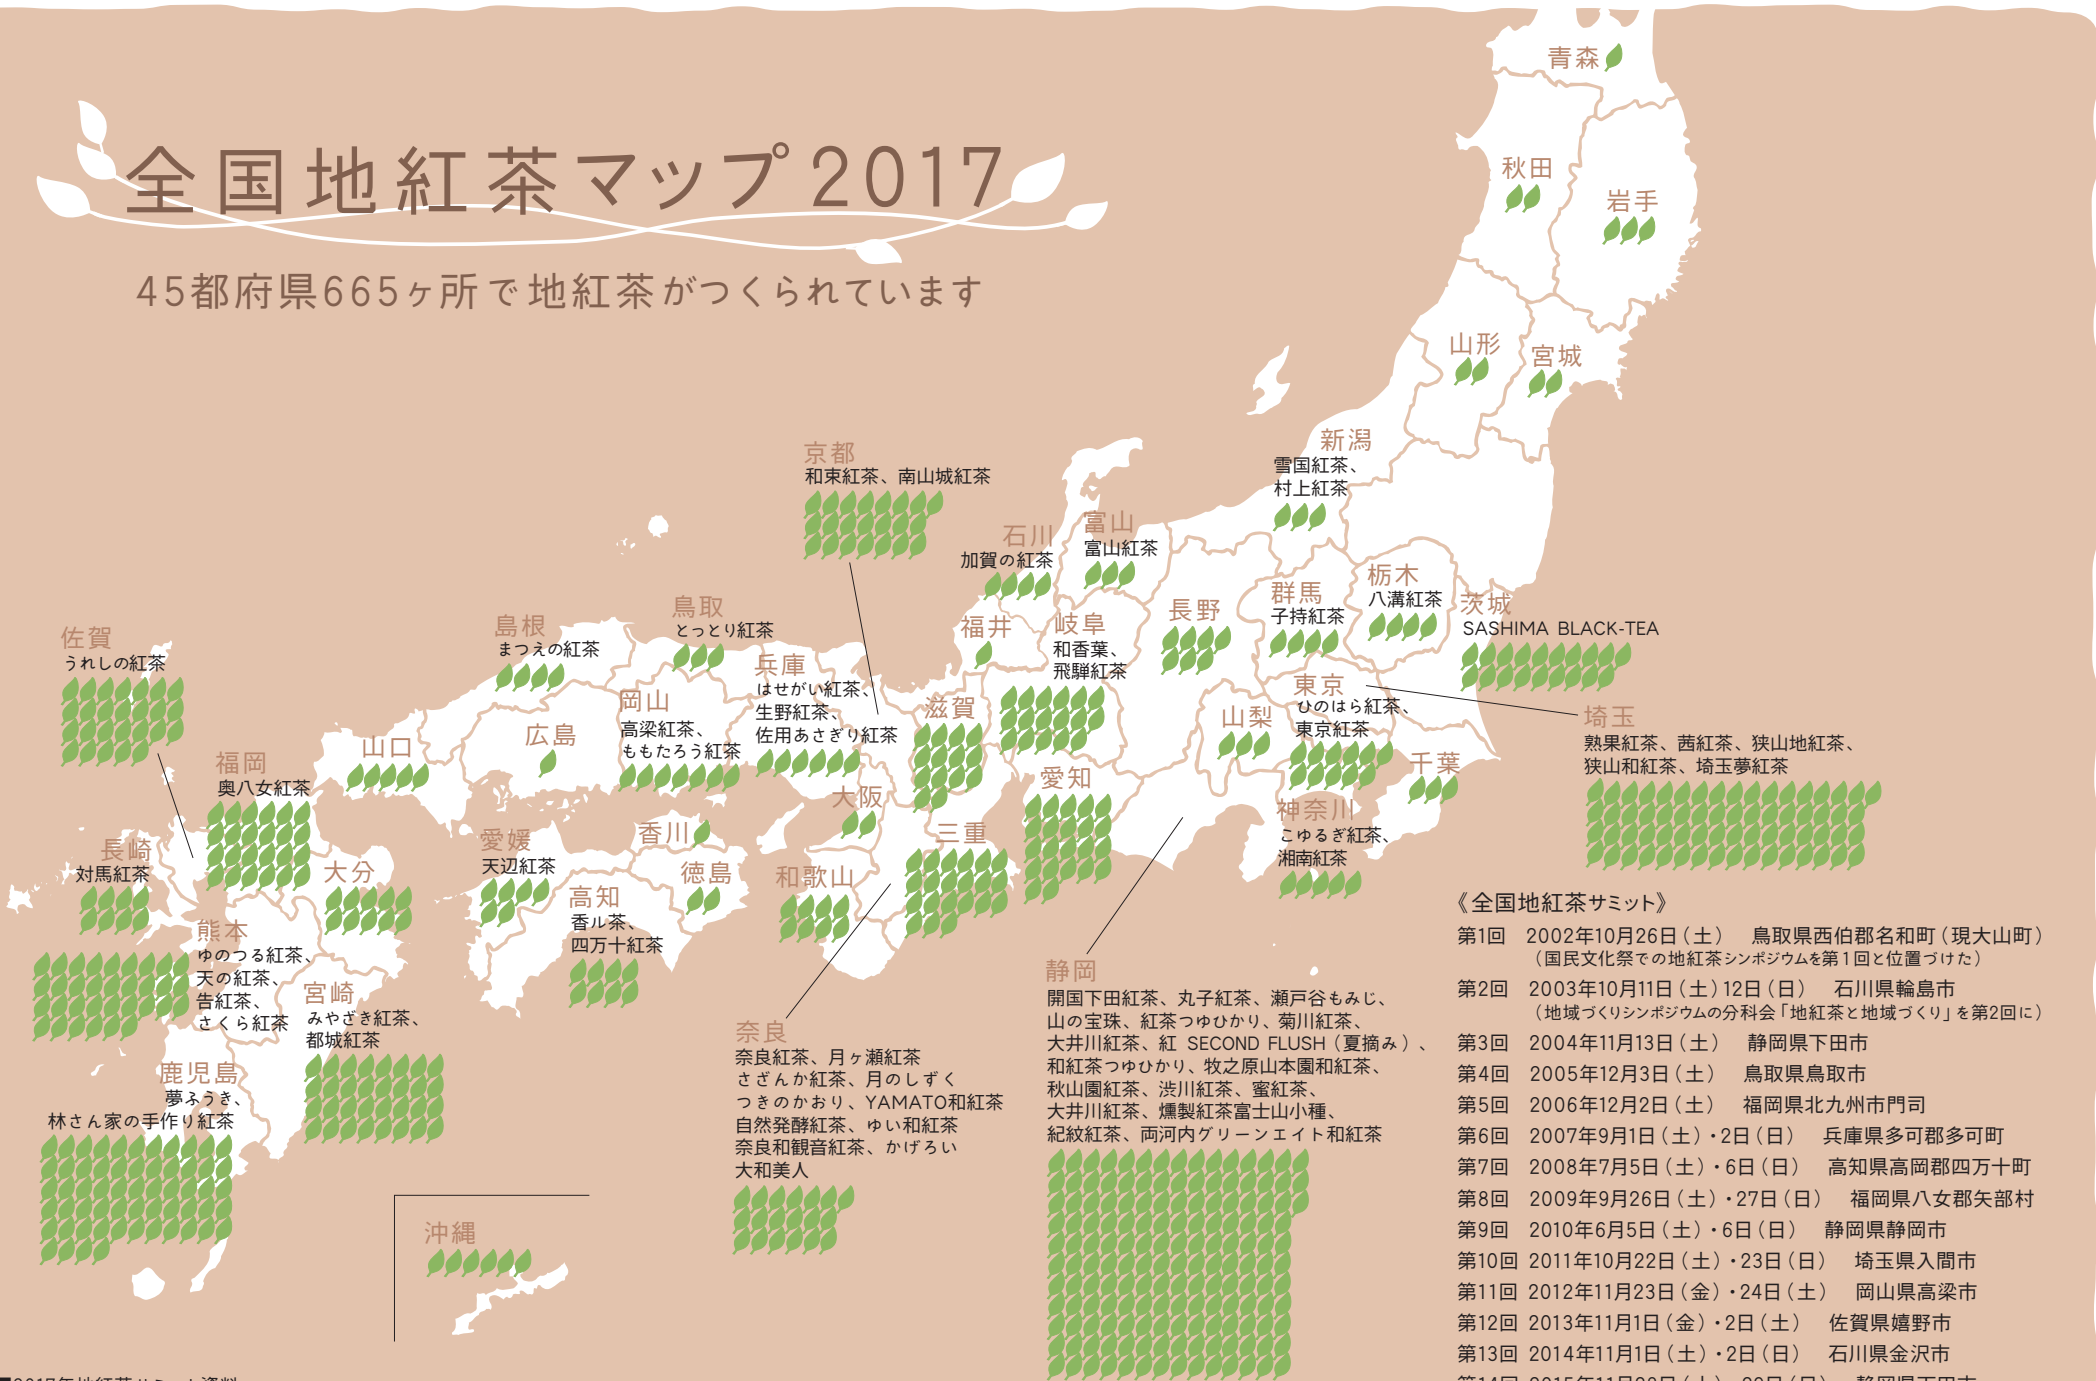 全国地紅茶マップ2017
45都府県665ヶ所で地紅茶がつくられています
青森
秋田
岩手
山形
宮城
新潟
雪国紅茶、
村上紅茶
京都
和束紅茶、南山城紅茶
石川
加賀の紅茶
富山
富山紅茶
福井
岐阜
和香葉、
飛騨紅茶
長野
群馬
子持紅茶
栃木
八溝紅茶
茨城
SASHIMA BLACK-TEA
東京
ひのはら紅茶、
東京紅茶
埼玉
熟果紅茶、茜紅茶、狭山地紅茶、
狭山和紅茶、埼玉夢紅茶
山梨
千葉
神奈川
こゆるぎ紅茶、
湘南紅茶
佐賀
うれしの紅茶
島根
まつえの紅茶
鳥取
とっとり紅茶
兵庫
はせがい紅茶、
生野紅茶、
佐用あさぎり紅茶
岡山
高梁紅茶、
ももたろう紅茶
広島
山口
滋賀
愛知
大阪
三重
和歌山
福岡
奥八女紅茶
長崎
対馬紅茶
大分
愛媛
天辺紅茶
香川
徳島
高知
香ル茶、
四万十紅茶
熊本
ゆのつる紅茶、
天の紅茶、
告紅茶、
さくら紅茶
宮崎
みやざき紅茶、
都城紅茶
鹿児島
夢ふうき、
林さん家の手作り紅茶
沖縄
奈良
奈良紅茶、月ヶ瀬紅茶
さざんか紅茶、月のしずく
つきのかおり、YAMATO和紅茶
自然発酵紅茶、ゆい和紅茶
奈良和観音紅茶、かげろい
大和美人
静岡
開国下田紅茶、丸子紅茶、瀬戸谷もみじ、
山の宝珠、紅茶つゆひかり、菊川紅茶、
大井川紅茶、紅 SECOND FLUSH（夏摘み）、
和紅茶つゆひかり、牧之原山本園和紅茶、
秋山園紅茶、渋川紅茶、蜜紅茶、
大井川紅茶、燻製紅茶富士山小種、
紀紋紅茶、両河内グリーンエイト和紅茶
《全国地紅茶サミット》
第1回 2002年10月26日（土） 鳥取県西伯郡名和町（現大山町）
（国民文化祭での地紅茶シンポジウムを第1回と位置づけた）
第2回 2003年10月11日（土）12日（日） 石川県輪島市
（地域づくりシンポジウムの分科会「地紅茶と地域づくり」を第2回に）
第3回 2004年11月13日（土） 静岡県下田市
第4回 2005年12月3日（土） 鳥取県鳥取市
第5回 2006年12月2日（土） 福岡県北九州市門司
第6回 2007年9月1日（土）・2日（日） 兵庫県多可郡多可町
第7回 2008年7月5日（土）・6日（日） 高知県高岡郡四万十町
第8回 2009年9月26日（土）・27日（日） 福岡県八女郡矢部村
第9回 2010年6月5日（土）・6日（日） 静岡県静岡市
第10回 2011年10月22日（土）・23日（日） 埼玉県入間市
第11回 2012年11月23日（金）・24日（土） 岡山県高梁市
第12回 2013年11月1日（金）・2日（土） 佐賀県嬉野市
第13回 2014年11月1日（土）・2日（日） 石川県金沢市